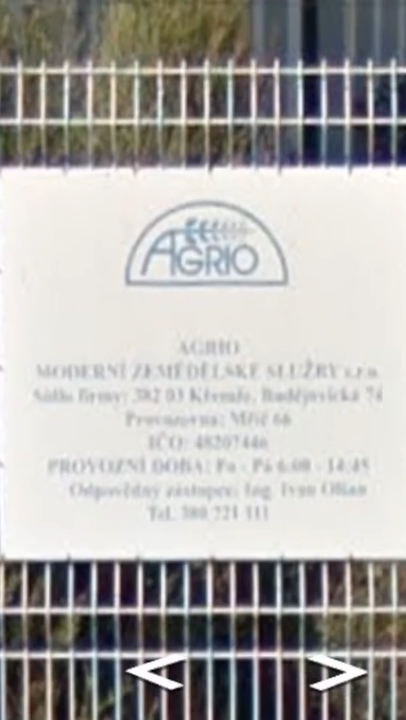 AGRIO
AGRIO
MODERNÍ ZEMĚDĚLSKÉ SLUŽBY s.r.o.
Sídlo firmy: 382 03 Křemže, Budějovická 74
Provozovna: Mříč 66
IČO: 48207446
PROVOZNÍ DOBA: Po - Pá 6.00 - 14:45
Odpovědný zástupce: Ing. Ivan
Tel. 380 721 111